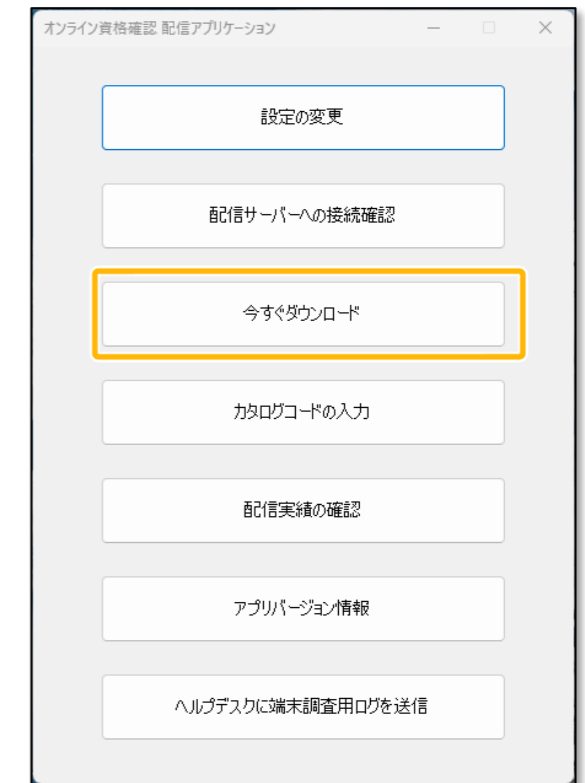 オンライン資格確認 配信アプリケーション
設定の変更
配信サーバーへの接続確認
今すぐダウンロード
カタログコードの入力
配信実績の確認
アプリバージョン情報
ヘルプデスクに端末調査用ログを送信